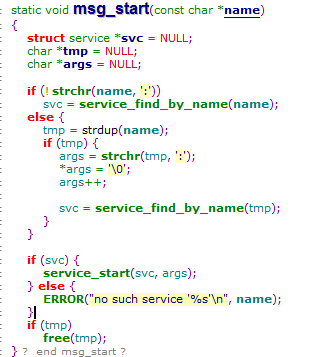 static void msg_start(const char *name)
{
    struct service *svc = NULL;
    char *tmp = NULL;
    char *args = NULL;

    if (! strchr(name, ':'))
        svc = service_find_by_name(name);
    else {
        tmp = strdup(name);
        if (tmp) {
            args = strchr(tmp, ':');
            *args = '\0';
            args++;

            svc = service_find_by_name(tmp);
        }
    }

    if (svc) {
        service_start(svc, args);
    } else {
        ERROR("no such service '%s'\n", name);
    }
    if (tmp)
        free(tmp);
} ? end msg_start ?